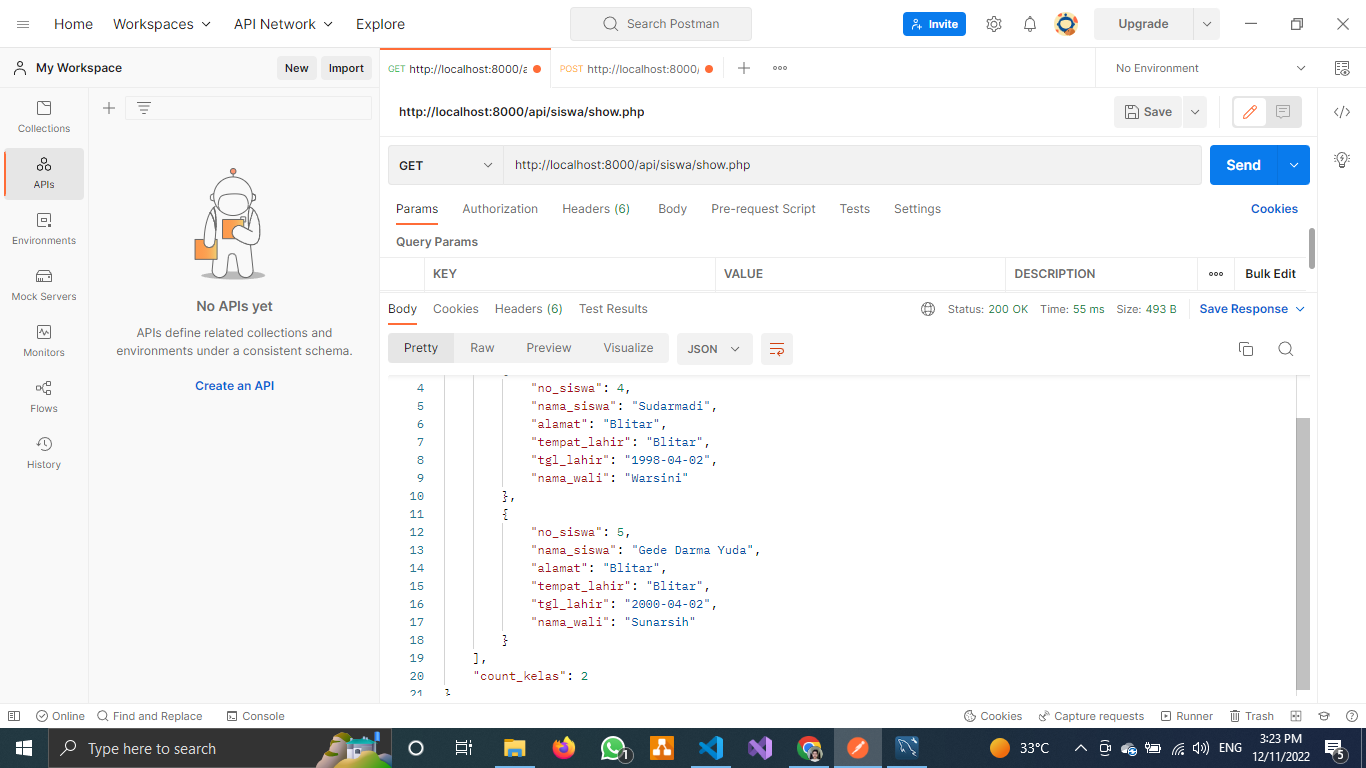 Home
Workspaces
API Network
Explore
Search Postman
Invite
Upgrade
My Workspace
New
Import
GET http://localhost:8000/a
POST http://localhost:8000/
No Environment
Collections
APIs
Environments
Mock Servers
Monitors
Flows
History
No APIs yet
APIs define related collections and
environments under a consistent schema.
Create an API
http://localhost:8000/api/siswa/show.php
Save
GET
http://localhost:8000/api/siswa/show.php
Send
Params
Authorization
Headers (6)
Body
Pre-request Script
Tests
Settings
Cookies
Query Params
KEY
VALUE
DESCRIPTION
Bulk Edit
Body
Cookies
Headers (6)
Test Results
Status: 200 OK
Time: 55 ms
Size: 493 B
Save Response
Pretty
Raw
Preview
Visualize
JSON
4 "no_siswa": 4,
5 "nama_siswa": "Sudarmadi",
6 "alamat": "Blitar",
7 "tempat_lahir": "Blitar",
8 "tgl_lahir": "1998-04-02",
9 "nama_wali": "Warsini"
10 },
11 {
12 "no_siswa": 5,
13 "nama_siswa": "Gede Darma Yuda",
14 "alamat": "Blitar",
15 "tempat_lahir": "Blitar",
16 "tgl_lahir": "2000-04-02",
17 "nama_wali": "Sunarsih"
18 }
19 ],
20 "count_kelas": 2
21 }
Online
Find and Replace
Console
Cookies
Capture requests
Runner
Trash
Type here to search
1
33°C
ENG
3:23 PM
12/11/2022
5